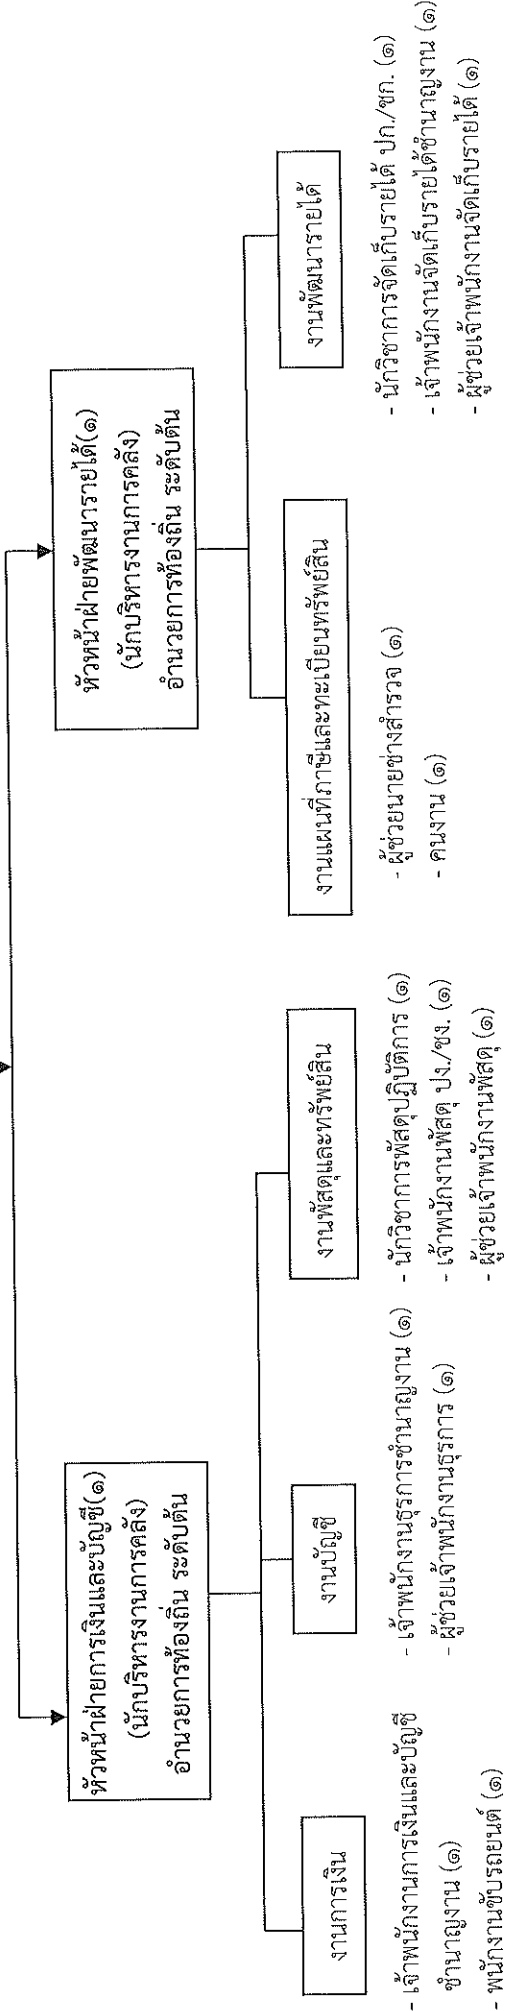 หัวหน้าฝ่ายการเงินและบัญชี(๑)
(นักบริหารงานการคลัง)
อำนวยการท้องถิ่น ระดับต้น
หัวหน้าฝ่ายพัฒนารายได้(๑)
(นักบริหารงานการคลัง)
อำนวยการท้องถิ่น ระดับต้น
งานการเงิน
- เจ้าพนักงานการเงินและบัญชี
ชำนาญงาน (๑)
- พนักงานขับรถยนต์ (๑)
งานบัญชี
- เจ้าพนักงานธุรการชำนาญงาน (๑)
- ผู้ช่วยเจ้าพนักงานธุรการ (๑)
งานพัสดุและทรัพย์สิน
- นักวิชาการพัสดุปฏิบัติการ (๑)
- เจ้าพนักงานพัสดุ ปง./ชง. (๑)
- ผู้ช่วยเจ้าพนักงานพัสดุ (๑)
งานแผนที่ภาษีและทะเบียนทรัพย์สิน
- ผู้ช่วยนายช่างสำรวจ (๑)
- คนงาน (๑)
งานพัฒนารายได้
- นักวิชาการจัดเก็บรายได้ ปก./ชก. (๑)
- เจ้าพนักงานจัดเก็บรายได้ชำนาญงาน (๑)
- ผู้ช่วยเจ้าพนักงานจัดเก็บรายได้ (๑)